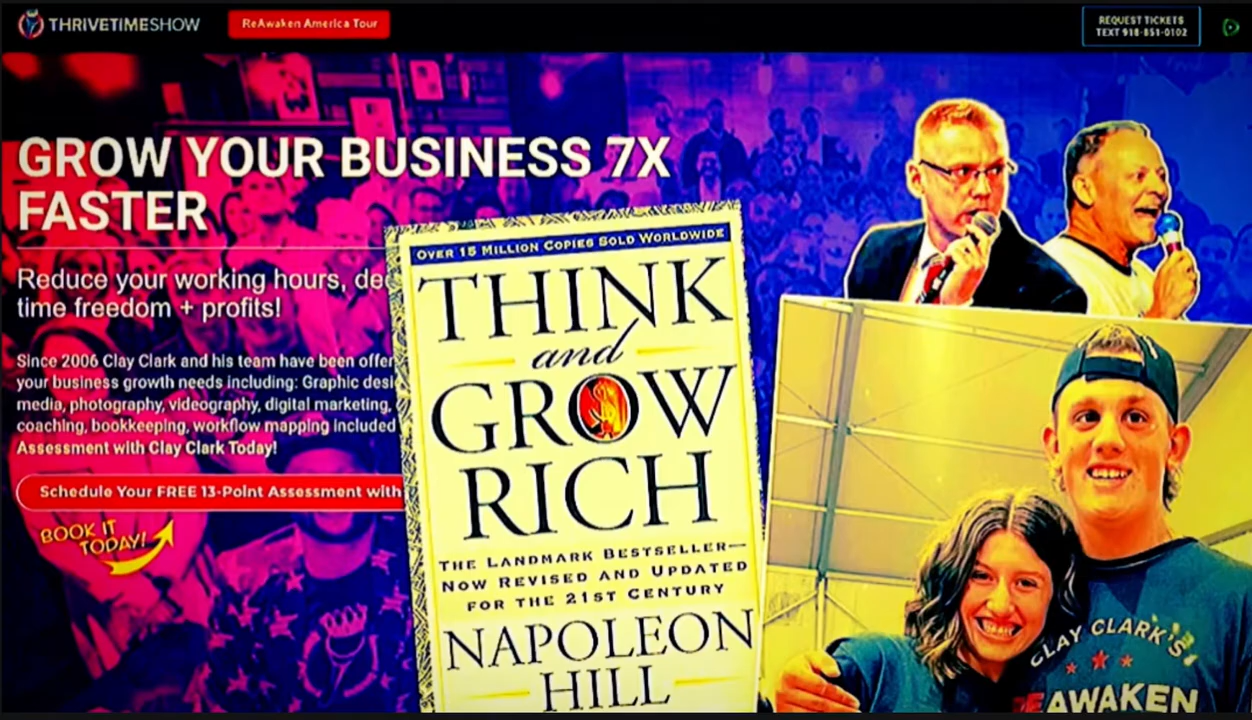 THRIVETIMESHOW
ReAwaken America Tour
REQUEST TICKETS
TEXT 918-851-0102
GROW YOUR BUSINESS 7X
FASTER
Reduce your working hours,
time freedom + profits!
Since 2006 Clay Clark and his team have been
your business growth needs including: Graphic
media, photography, videography, digital marketing,
coaching, bookkeeping, workflow mapping included
Assessment with Clay Clark Today!
Schedule Your FREE 13-Point Assessment with
BOOK IT
TODAY!
OVER 15 MILLION COPIES SOLD WORLDWIDE
THINK
and
GROW
RICH
THE LANDMARK BESTSELLER—
NOW REVISED AND UPDATED
FOR THE 21ST CENTURY
NAPOLEON
HILL
CLAY CLARK'S
AWAKEN